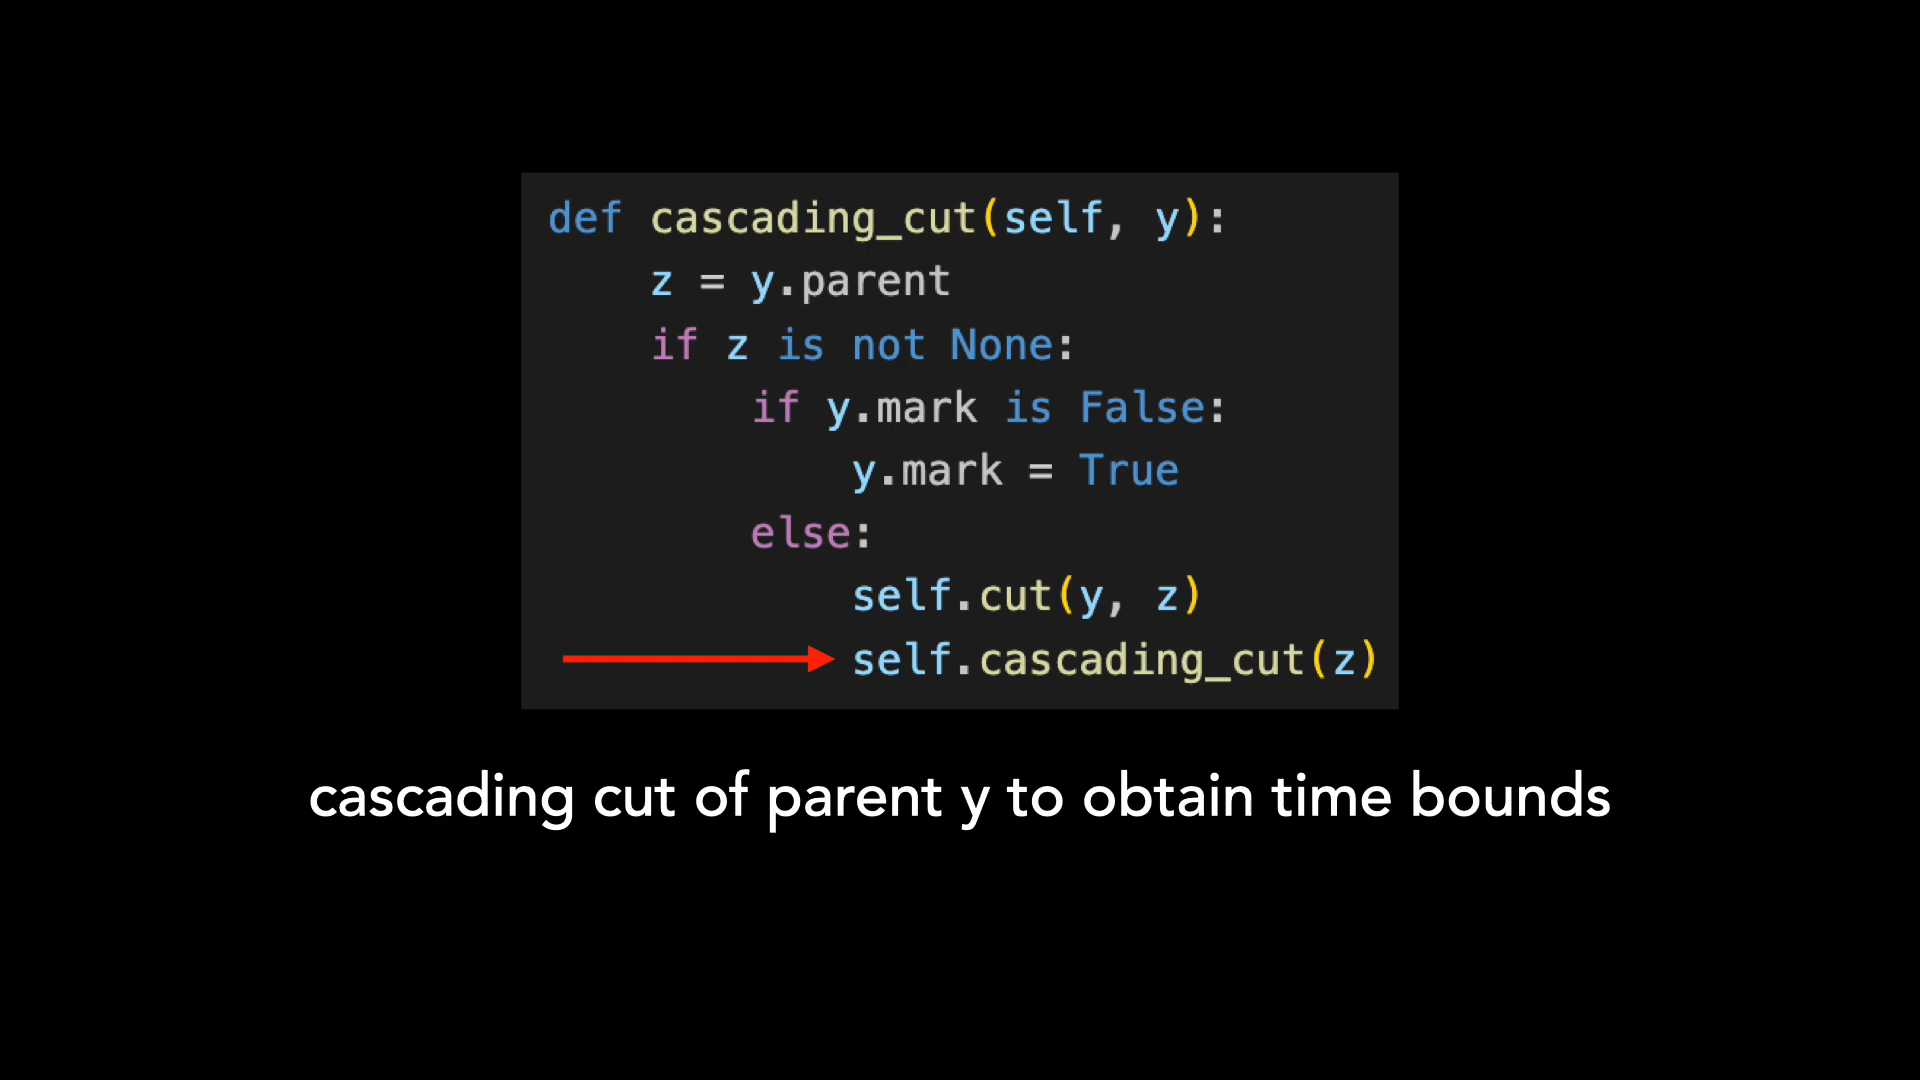 def cascading_cut(self, y):
    z = y.parent
    if z is not None:
        if y.mark is False:
            y.mark = True
        else:
            self.cut(y, z)
            self.cascading_cut(z)
cascading cut of parent y to obtain time bounds